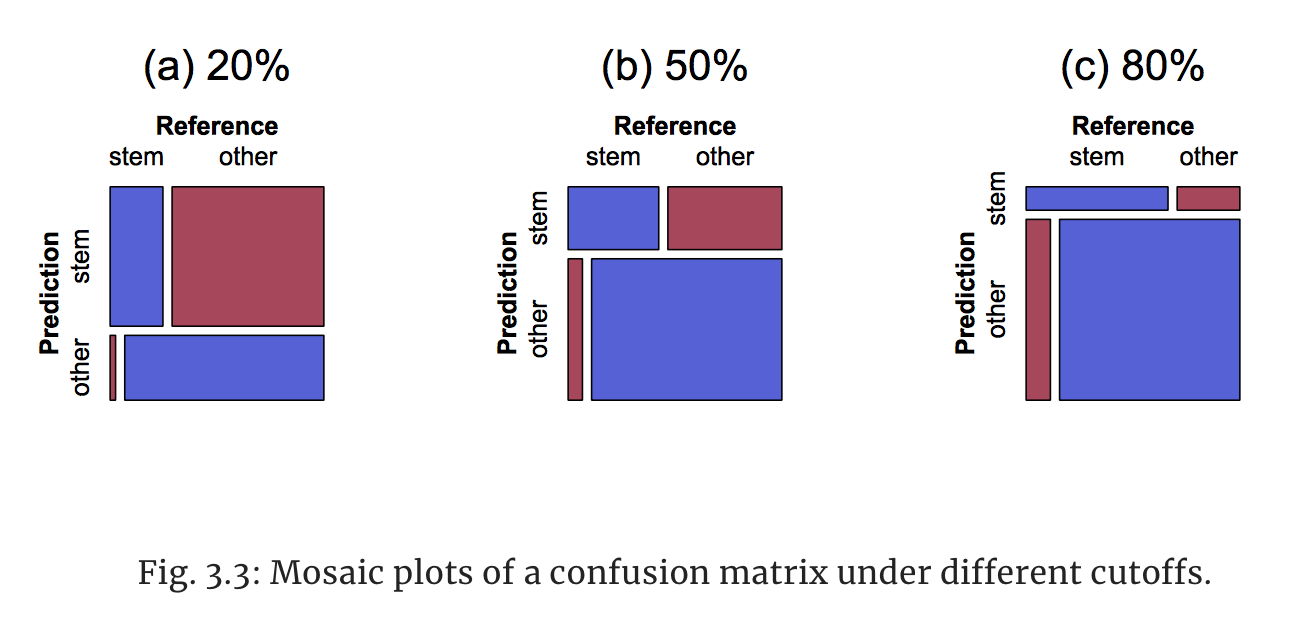 (a) 20%
Reference
stem other
Prediction
stem
other
(b) 50%
Reference
stem other
Prediction
stem
other
(c) 80%
Reference
stem other
Prediction
stem
other
Fig. 3.3: Mosaic plots of a confusion matrix under different cutoffs.